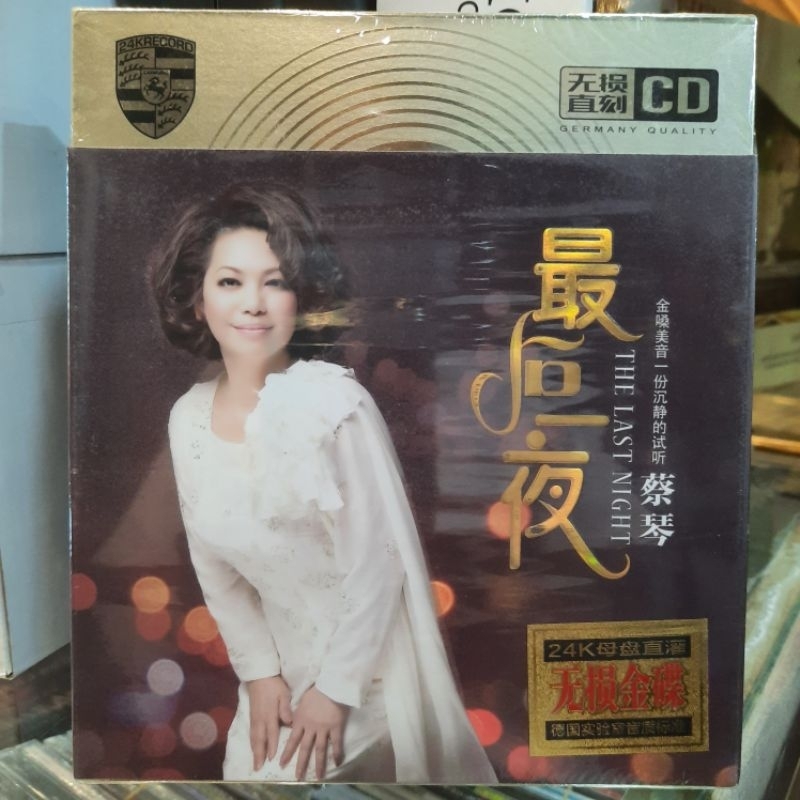 24KRECORD
无损
直刻
CD
GERMANY QUALITY
最后一夜
THE LAST NIGHT
金嗓美音一份沉静的试听
蔡琴
24K母盘直灌
无损金碟